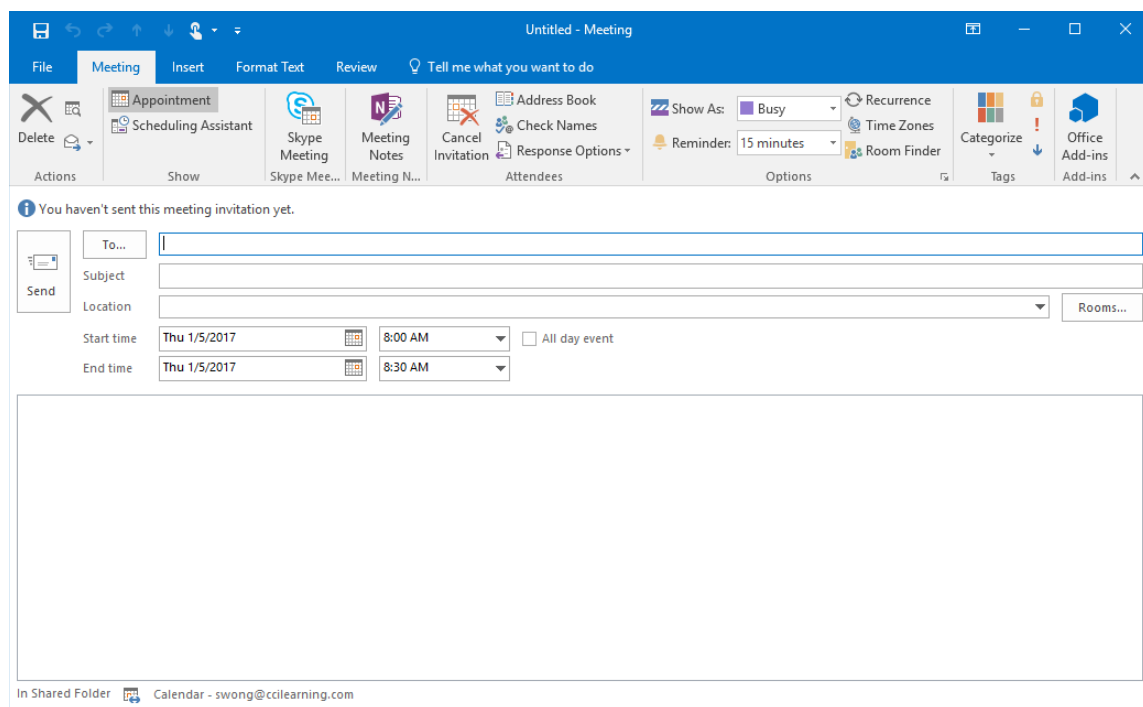 Untitled - Meeting
File Meeting Insert Format Text Review Tell me what you want to do
Delete
Actions
Appointment
Scheduling Assistant
Show
Skype Meeting
Skype Mee...
Meeting Notes
Meeting N...
Cancel Invitation
Address Book
Check Names
Response Options
Attendees
Show As: Busy
Reminder: 15 minutes
Recurrence
Time Zones
Room Finder
Options
Categorize
Tags
Office Add-ins
Add-ins
You haven't sent this meeting invitation yet.
Send
To...
Subject
Location Rooms...
Start time Thu 1/5/2017 8:00 AM All day event
End time Thu 1/5/2017 8:30 AM
In Shared Folder Calendar - swong@ccilearning.com